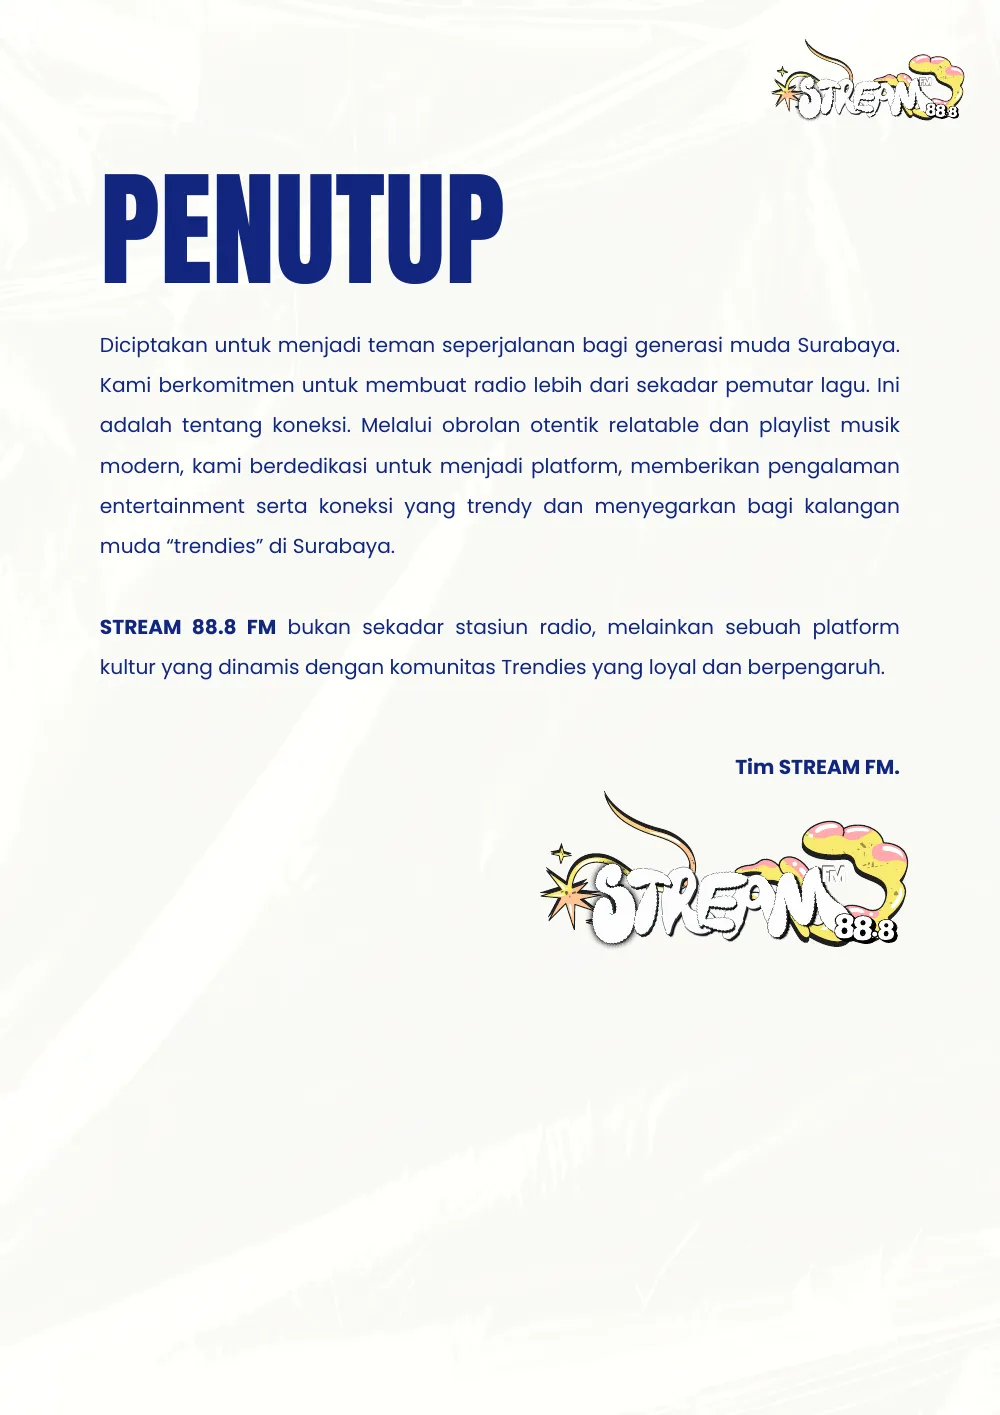 STREAM FM 88.8
PENUTUP
Diciptakan untuk menjadi teman seperjalanan bagi generasi muda Surabaya.
Kami berkomitmen untuk membuat radio lebih dari sekadar pemutar lagu. Ini
adalah tentang koneksi. Melalui obrolan otentik relatable dan playlist musik
modern, kami berdedikasi untuk menjadi platform, memberikan pengalaman
entertainment serta koneksi yang trendy dan menyegarkan bagi kalangan
muda “trendies” di Surabaya.
STREAM 88.8 FM bukan sekadar stasiun radio, melainkan sebuah platform
kultur yang dinamis dengan komunitas Trendies yang loyal dan berpengaruh.
Tim STREAM FM.
STREAM FM 88.8